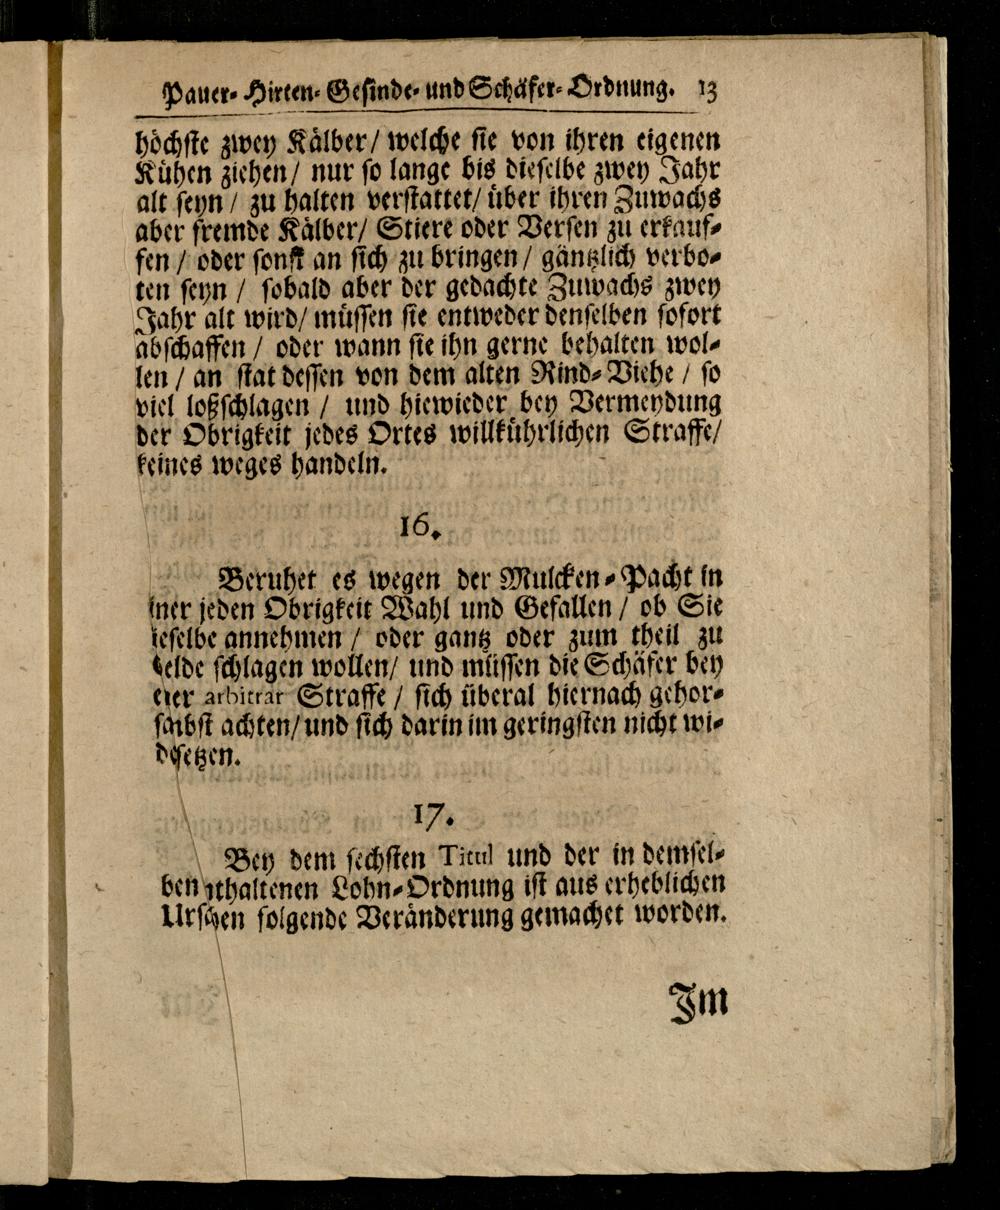 Pauer- Hirten- Gesinde- und Schäfer- Ordnung. 13
höchste zwey Kälber/ welche sie von ihren eigenen
Kühen ziehen/ nur so lange bis dieselbe zwey Jahr
alt seyn/ zu halten verstattet/ über ihren Zuwachs
aber fremde Kälber/ Stiere oder Versen zu erkauf-
fen/ oder sonst an sich zu bringen/ gäntzlich verbo-
ten seyn/ sobald aber der gedachte Zuwachs zwey
Jahr alt wird/ müssen sie entweder denselben sofort
abschaffen/ oder wann sie ihn gerne behalten wol-
len/ an stat dessen von dem alten Rind-Viehe/ so
viel loßschlagen/ und hiewieder bey Vermeydung
der Obrigkeit jedes Ortes willkührlichen Straffe/
keines weges handeln.
16.
Beruhet es wegen der Mulcken-Pacht in
iner jeden Obrigkeit Wahl und Gefallen/ ob Sie
ieselbe annehmen/ oder gantz oder zum theil zu
elde schlagen wollen/ und müssen die Schäfer bey
arbitrar Straffe/ sich überal hiernach gehor-
achten/ und sich darin im geringsten nicht wi-
desetzen.
17.
Bey dem sechsten Titul und der in demsel-
ben nthaltenen Lohn-Ordnung ist aus erheblichen
Urschen folgende Veränderung gemachet worden.
Im